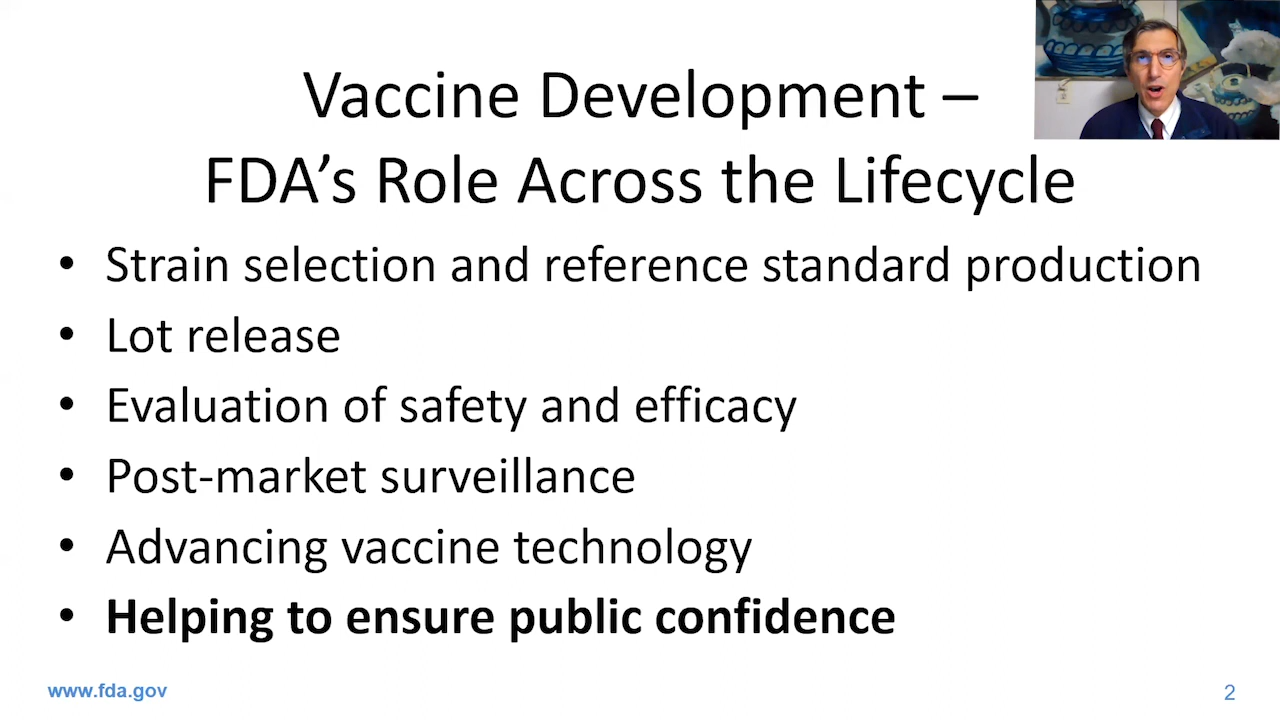 Vaccine Development –
FDA’s Role Across the Lifecycle
• Strain selection and reference standard production
• Lot release
• Evaluation of safety and efficacy
• Post-market surveillance
• Advancing vaccine technology
• Helping to ensure public confidence
www.fda.gov
2